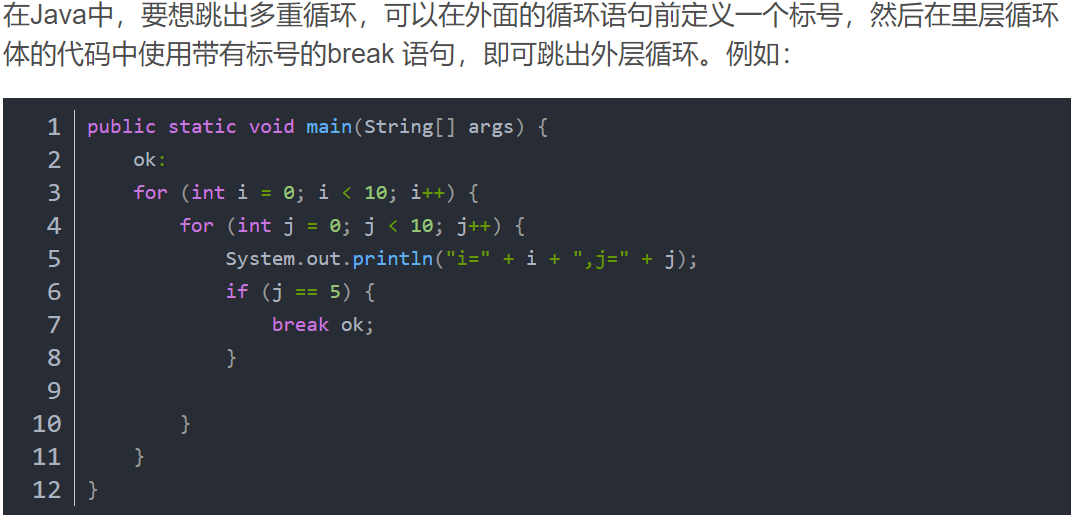 在Java中，要想跳出多重循环，可以在外面的循环语句前定义一个标号，然后在里层循环
体的代码中使用带有标号的break 语句，即可跳出外层循环。例如：
1 public static void main(String[] args) {
2     ok:
3     for (int i = 0; i < 10; i++) {
4         for (int j = 0; j < 10; j++) {
5             System.out.println("i=" + i + ",j=" + j);
6             if (j == 5) {
7                 break ok;
8             }
9
10         }
11     }
12 }